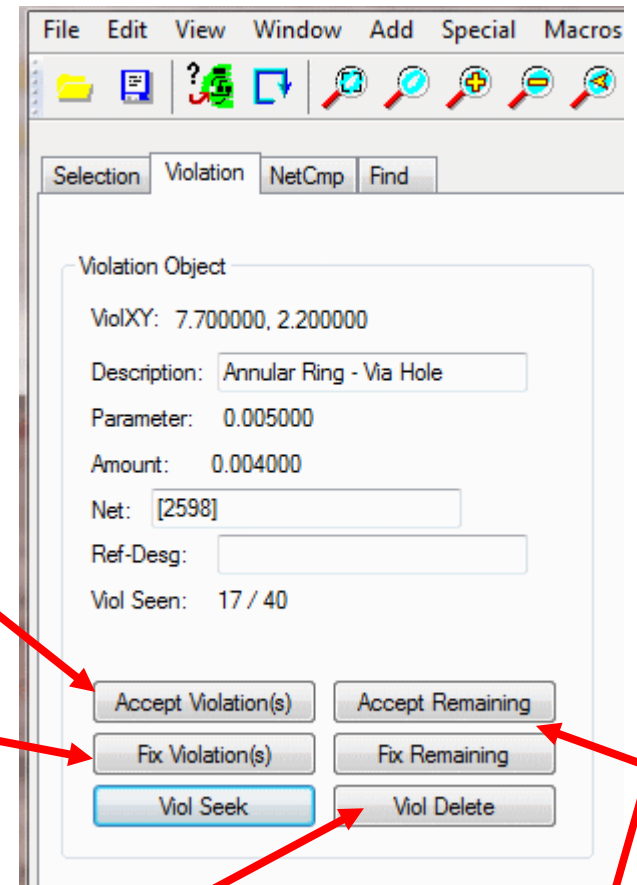 File Edit View Window Add Special Macros
Selection Violation NetCmp Find
Violation Object
ViolXY: 7.700000, 2.200000
Description: Annular Ring - Via Hole
Parameter: 0.005000
Amount: 0.004000
Net: [2598]
Ref-Desg:
Viol Seen: 17 / 40
Accept Violation(s) Accept Remaining
Fix Violation(s) Fix Remaining
Viol Seek Viol Delete